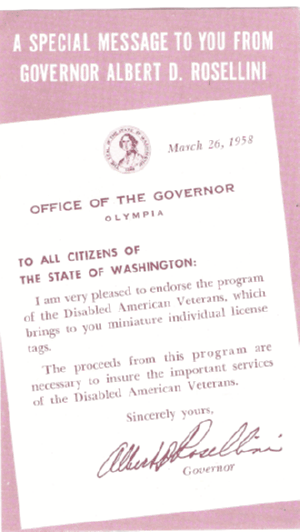 A SPECIAL MESSAGE TO YOU FROM
GOVERNOR ALBERT D. ROSELLINI
March 26, 1958
OFFICE OF THE GOVERNOR
OLYMPIA
TO ALL CITIZENS OF
THE STATE OF WASHINGTON:
I am very pleased to endorse the program
of the Disabled American Veterans, which
brings to you miniature individual license
tags.
The proceeds from this program are
necessary to insure the important services
of the Disabled American Veterans.
Sincerely yours,
Albert D. Rosellini
Governor